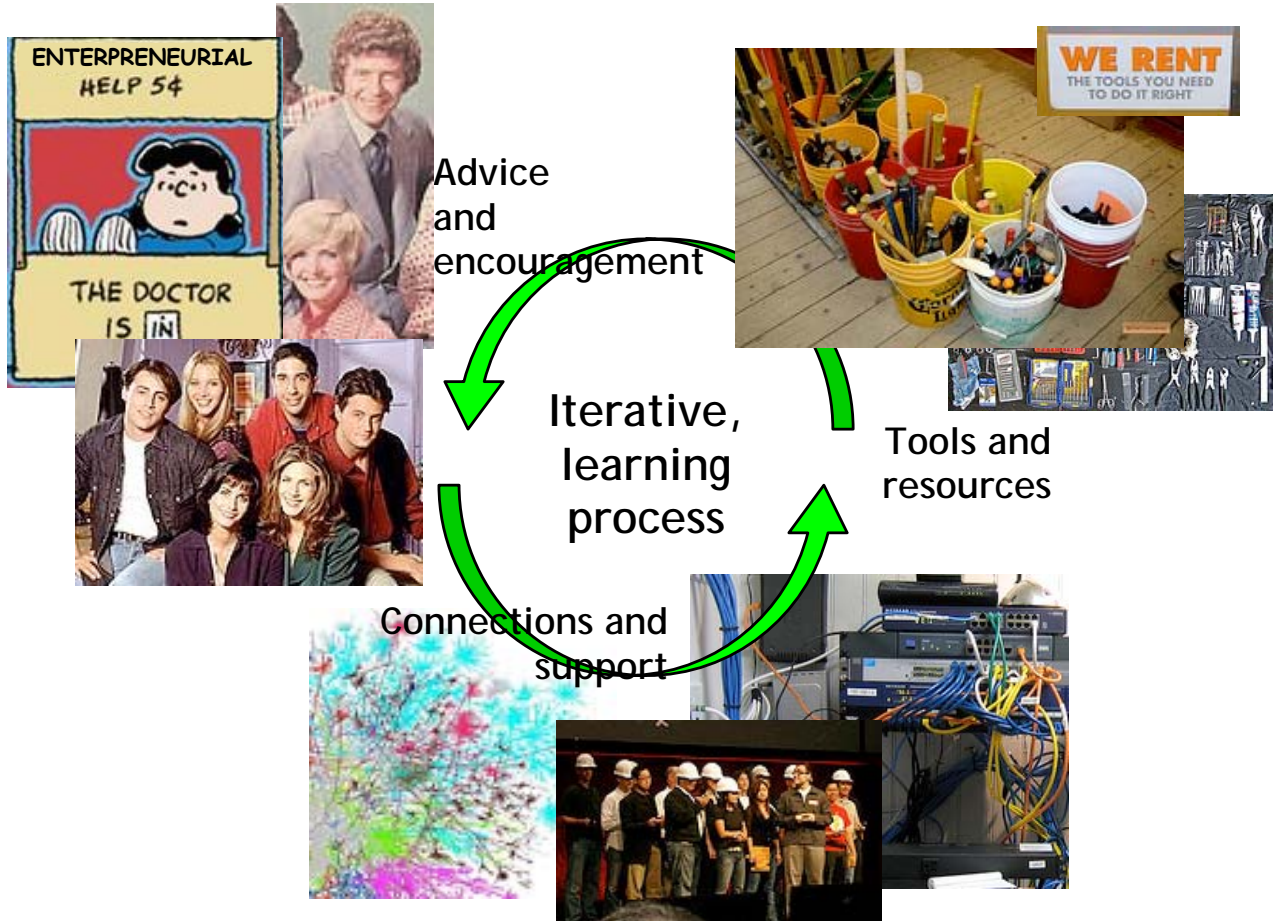 ENTERPRENEURIAL
HELP 5¢
THE DOCTOR
IS IN
Advice
and
encouragement
WE RENT
THE TOOLS YOU NEED
TO DO IT RIGHT
Iterative,
learning
process
Tools and
resources
Connections and
support